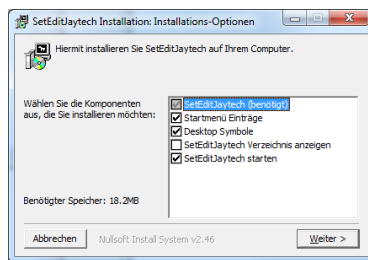 SetEditJaytech Installation: Installations-Optionen
Hiermit installieren Sie SetEditJaytech auf Ihrem Computer.
Wählen Sie die Komponenten
aus, die Sie installieren möchten:
SetEditJaytech (benötigt)
Startmenü Einträge
Desktop Symbole
SetEditJaytech Verzeichnis anzeigen
SetEditJaytech starten
Benötigter Speicher: 18.2MB
Abbrechen
Nullsoft Install System v2.46
Weiter >